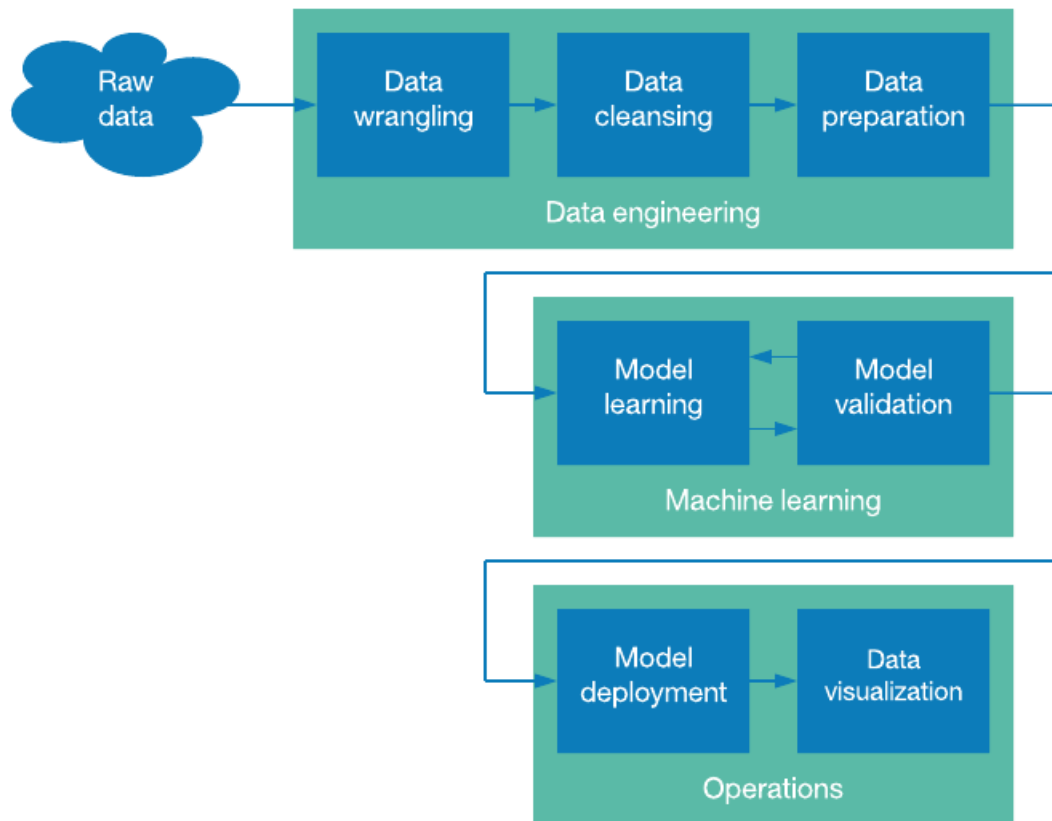 Raw
data
Data
wrangling
Data
cleansing
Data
preparation
Data engineering
Model
learning
Model
validation
Machine learning
Model
deployment
Data
visualization
Operations